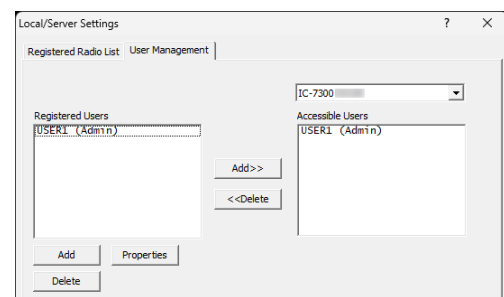 Local/Server Settings ? ×
Registered Radio List User Management
IC-7300
Registered Users Accessible Users
USER1 (Admin) USER1 (Admin)
Add>>
<<Delete
Add Properties
Delete